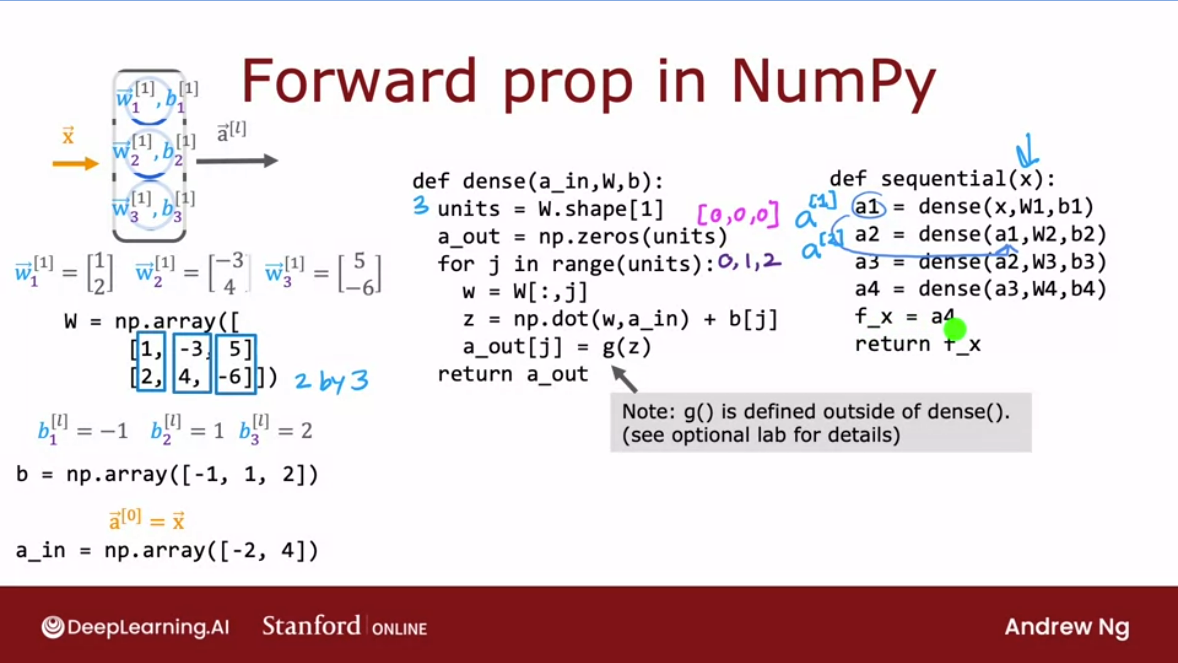 Forward prop in NumPy
x⃗
w⃗₁^[1], b₁^[1]
w⃗₂^[1], b₂^[1]
w⃗₃^[1], b₃^[1]
a⃗^[l]
w⃗₁^[1] = [1 2] w⃗₂^[1] = [−3 4] w⃗₃^[1] = [5 −6]
W = np.array([
[1, -3, 5]
[2, 4, -6]]) 2 by 3
b₁^[l] = −1 b₂^[l] = 1 b₃^[l] = 2
b = np.array([-1, 1, 2])
a⃗^[0] = x⃗
a_in = np.array([-2, 4])
def dense(a_in,W,b):
3 units = W.shape[1] [0,0,0]
a_out = np.zeros(units)
for j in range(units): 0,1,2
w = W[:,j]
z = np.dot(w,a_in) + b[j]
a_out[j] = g(z)
return a_out
Note: g() is defined outside of dense().
(see optional lab for details)
def sequential(x):
a^[1] a1 = dense(x,W1,b1)
a^[2] a2 = dense(a1,W2,b2)
a3 = dense(a2,W3,b3)
a4 = dense(a3,W4,b4)
f_x = a4
return f_x
DeepLearning.AI Stanford ONLINE Andrew Ng